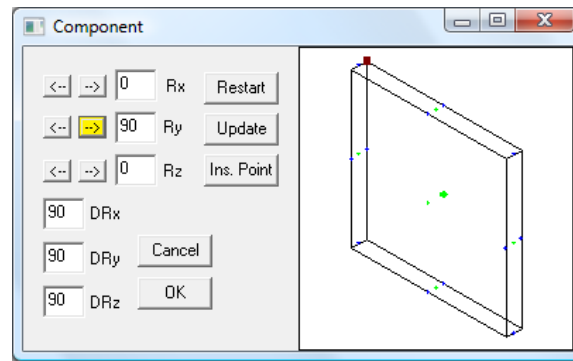 Component
<-- --> 0 Rx Restart
<-- --> 90 Ry Update
<-- --> 0 Rz Ins. Point
90 DRx
90 DRy Cancel
90 DRz OK